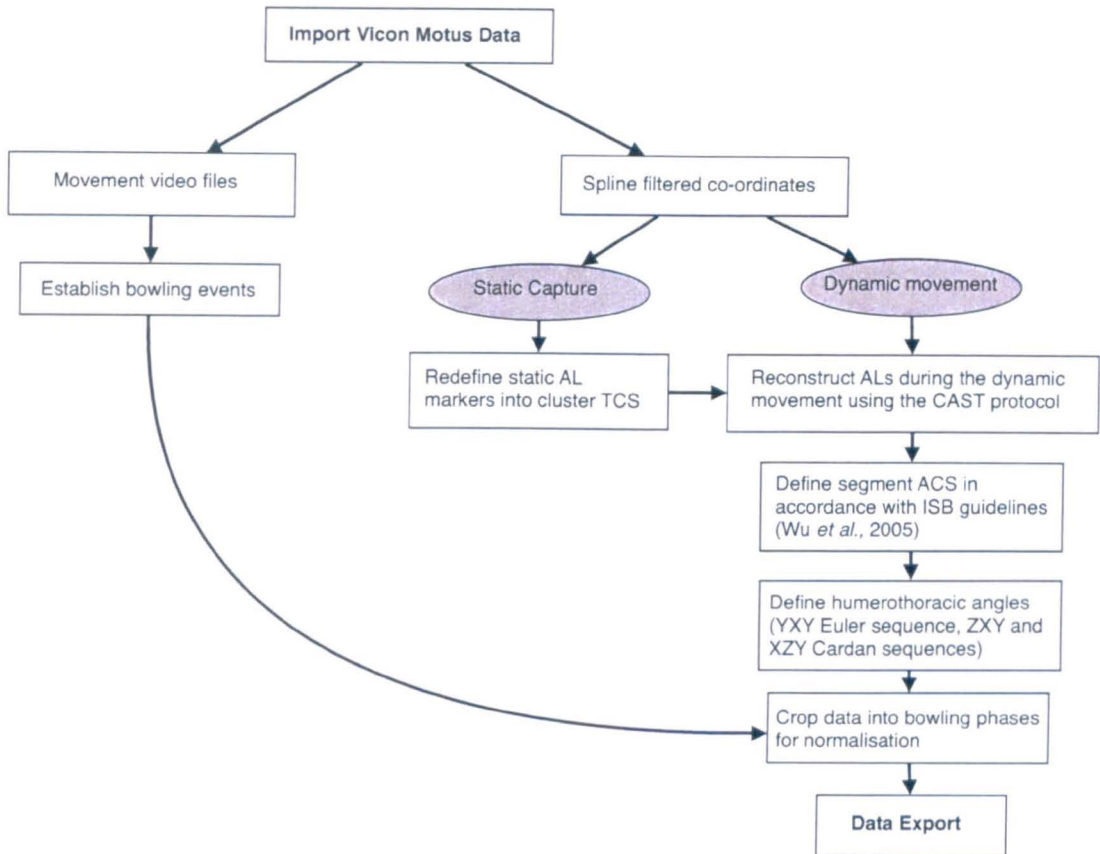 Import Vicon Motus Data
Movement video files
Spline filtered co-ordinates
Establish bowling events
Static Capture
Dynamic movement
Redefine static AL
markers into cluster TCS
Reconstruct ALs during the dynamic
movement using the CAST protocol
Define segment ACS in
accordance with ISB guidelines
(Wu et al., 2005)
Define humerothoracic angles
(YXY Euler sequence, ZXY and
XZY Cardan sequences)
Crop data into bowling phases
for normalisation
Data Export